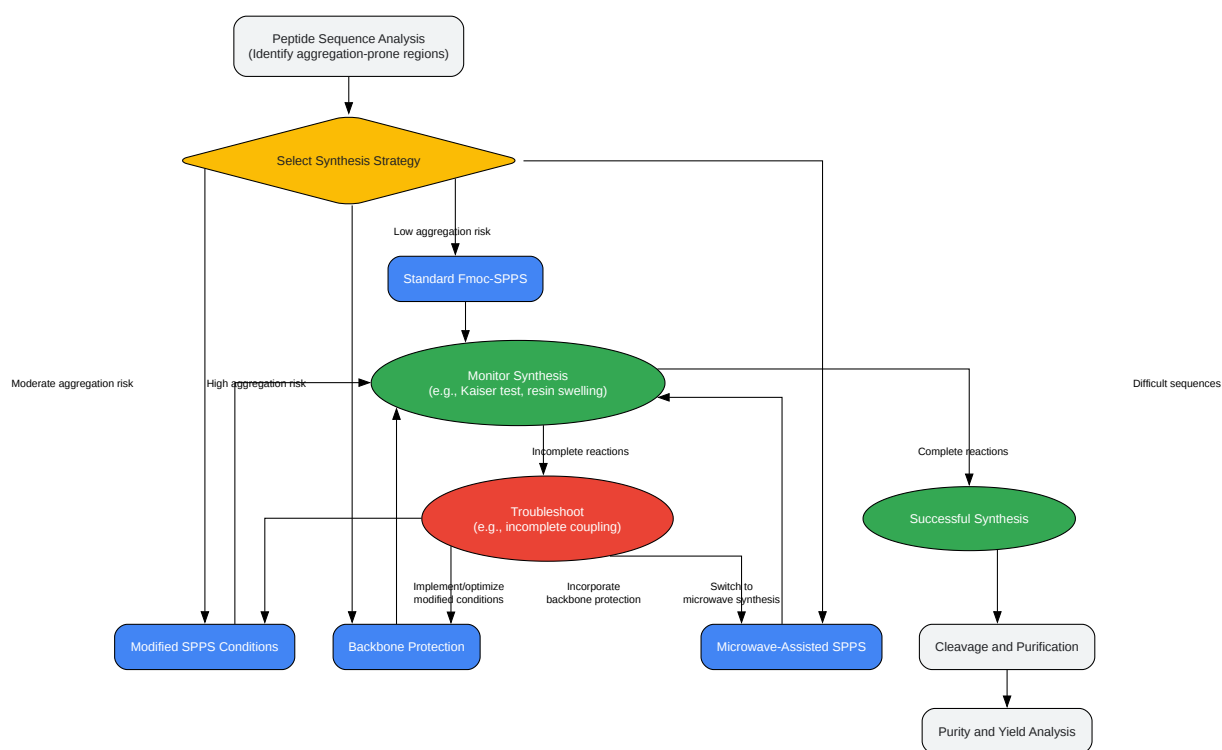 Peptide Sequence Analysis
(Identify aggregation-prone regions)
Select Synthesis Strategy
Low aggregation risk
Standard Fmoc-SPPS
Monitor Synthesis
(e.g., Kaiser test, resin swelling)
Moderate aggregation risk
High aggregation risk
Difficult sequences
Incomplete reactions
Complete reactions
Troubleshoot
(e.g., incomplete coupling)
Successful Synthesis
Implement/optimize
modified conditions
Incorporate
backbone protection
Switch to
microwave synthesis
Modified SPPS Conditions
Backbone Protection
Microwave-Assisted SPPS
Cleavage and Purification
Purity and Yield Analysis